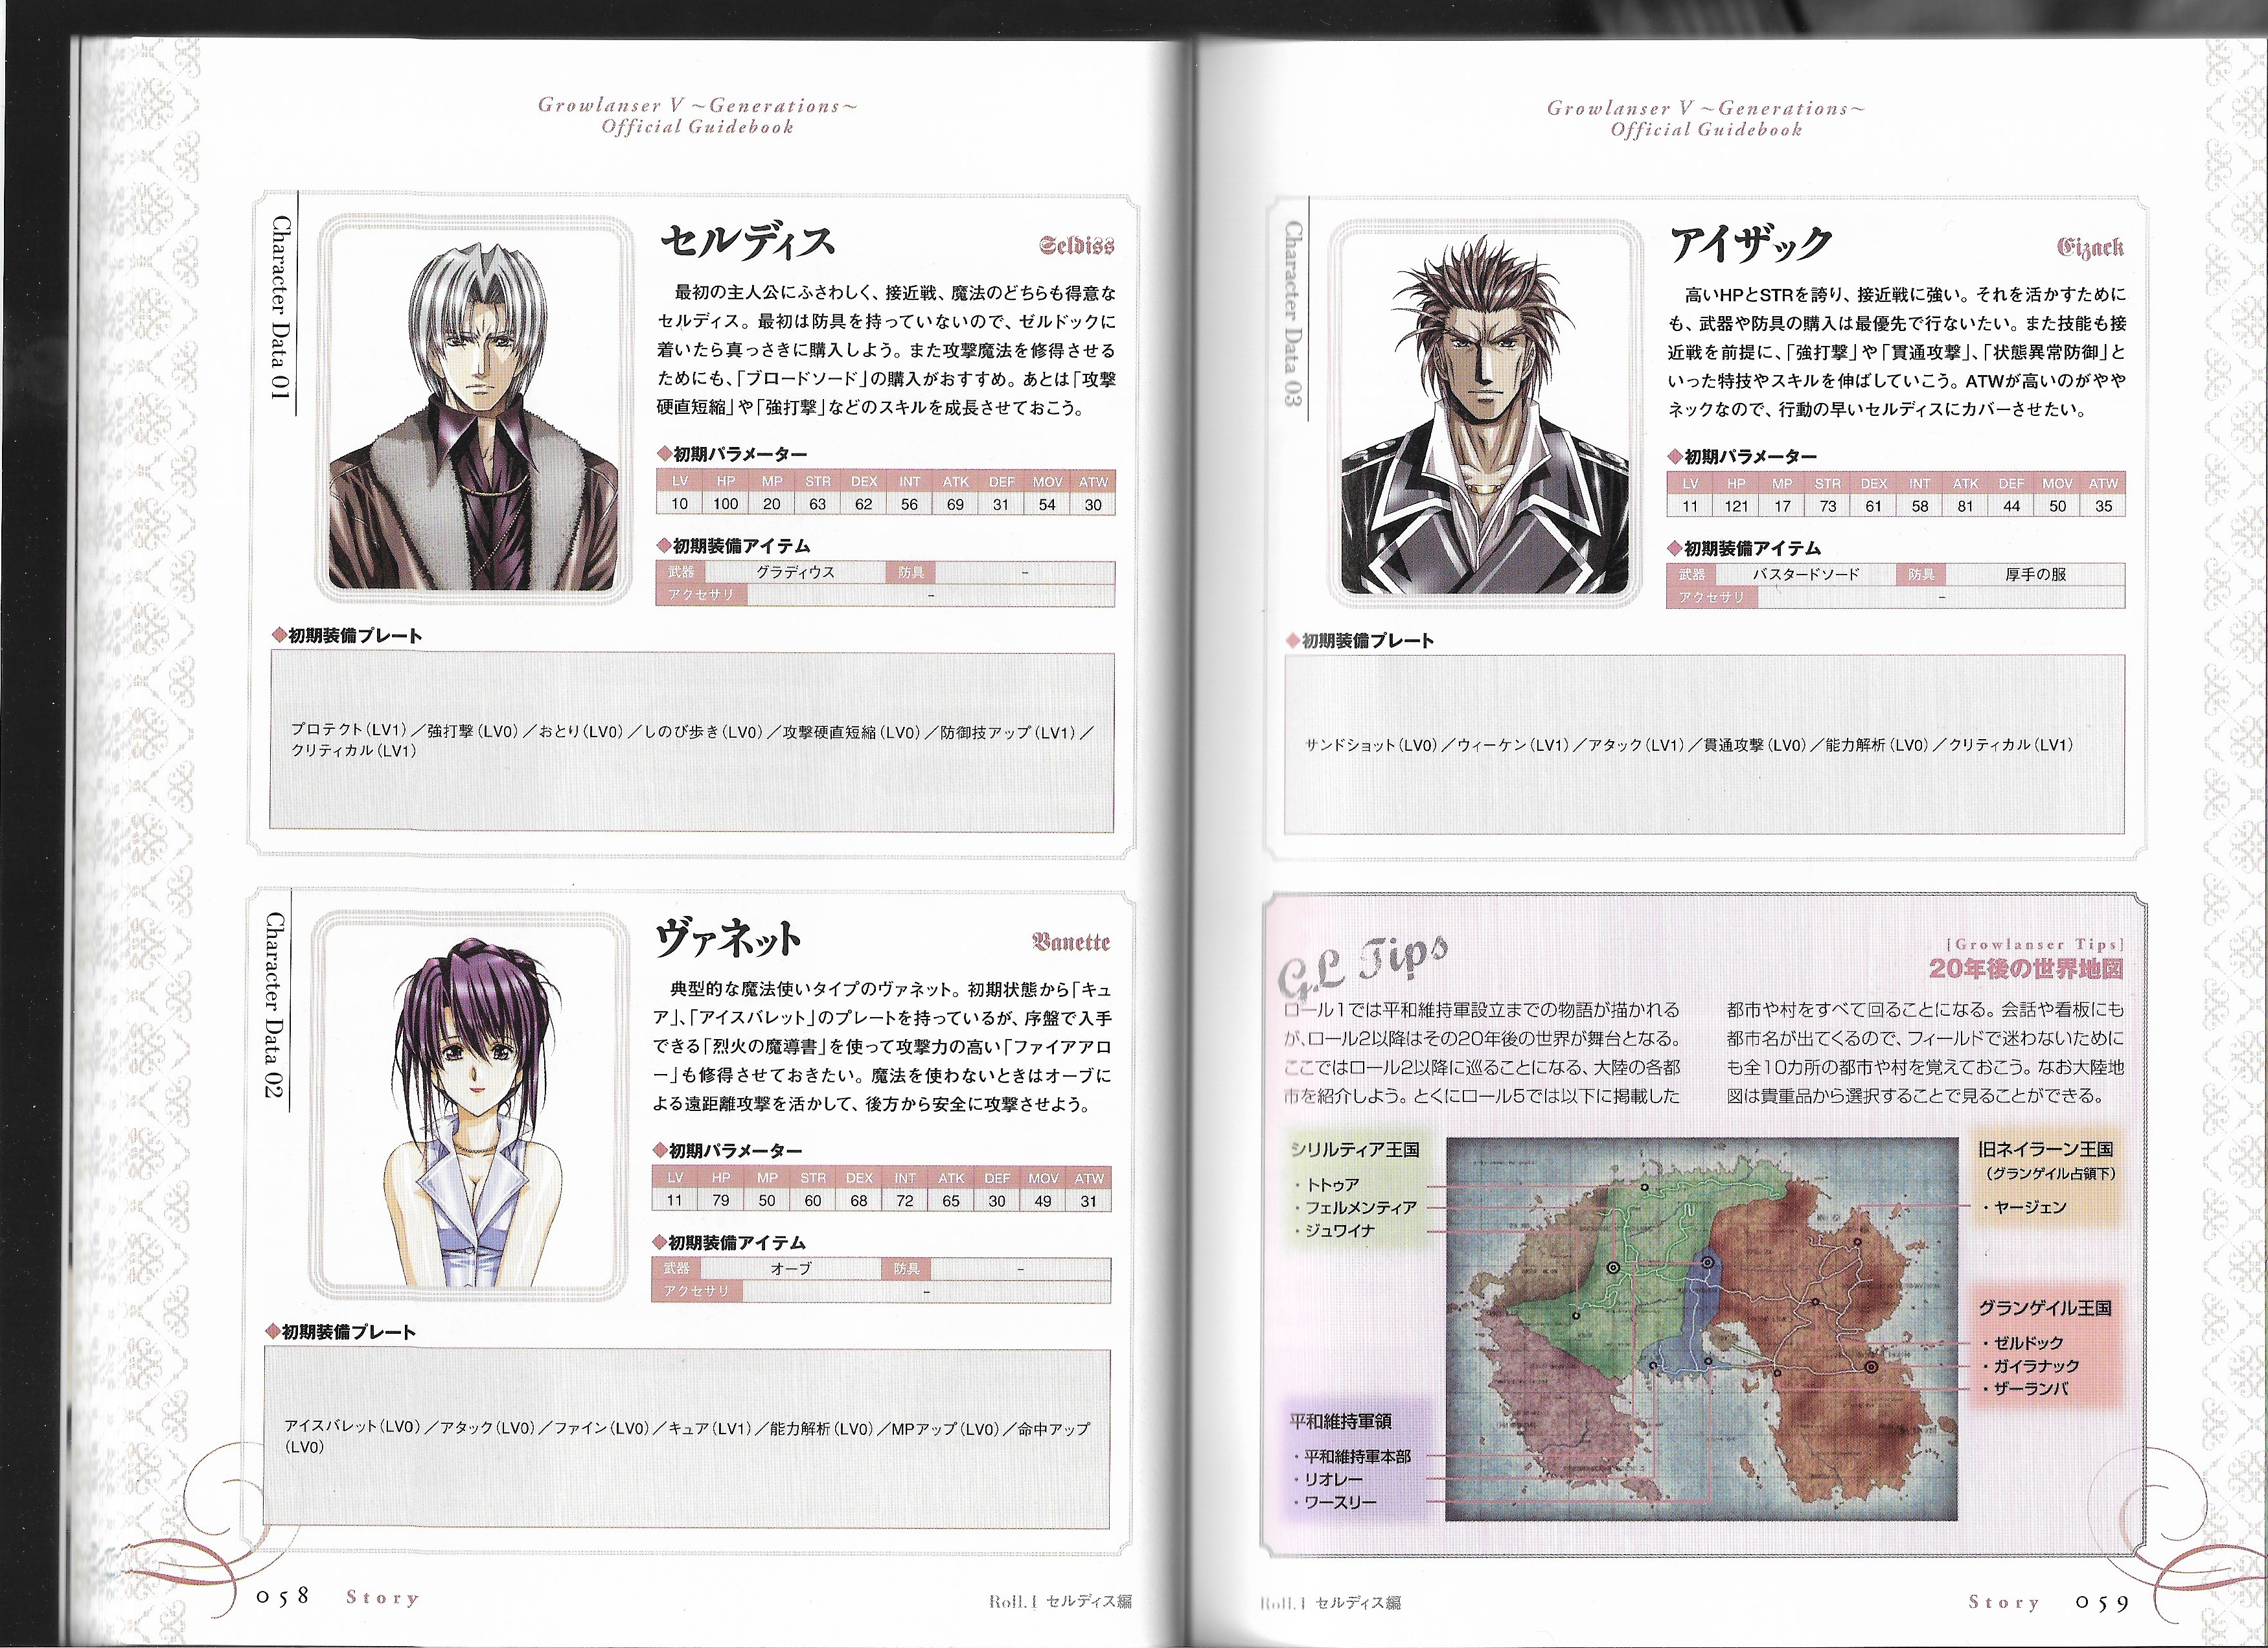 Growlanser V ~Generations~
Official Guidebook
Character Data 01
セルディス
Seldiss
最初の主人公にふさわしく、接近戦、魔法のどちらも得意な
セルディス。最初は防具を持っていないので、ゼルドックに
着いたら真っさきに購入しよう。また攻撃魔法を修得させる
ためにも、「ブロードソード」の購入がおすすめ。あとは「攻撃
硬直短縮」や「強打撃」などのスキルを成長させておこう。
◆初期パラメーター
LV HP MP STR DEX INT ATK DEF MOV ATW
10 100 20 63 62 56 69 31 54 30
◆初期装備アイテム
武器 グラディウス 防具 −
アクセサリ −
◆初期装備プレート
プロテクト(LV1)／強打撃(LV0)／おとり(LV0)／しのび歩き(LV0)／攻撃硬直短縮(LV0)／防御技アップ(LV1)／
クリティカル(LV1)
Character Data 02
ヴァネット
Vanette
典型的な魔法使いタイプのヴァネット。初期状態から「キュ
ア」、「アイスバレット」のプレートを持っているが、序盤で入手
できる「烈火の魔導書」を使って攻撃力の高い「ファイアアロ
ー」も修得させておきたい。魔法を使わないときはオーブに
よる遠距離攻撃を活かして、後方から安全に攻撃させよう。
◆初期パラメーター
LV HP MP STR DEX INT ATK DEF MOV ATW
11 79 50 60 68 72 65 30 49 31
◆初期装備アイテム
武器 オーブ 防具 −
アクセサリ −
◆初期装備プレート
アイスバレット(LV0)／アタック(LV0)／ファイン(LV0)／キュア(LV1)／能力解析(LV0)／MPアップ(LV0)／命中アップ
(LV0)
058 Story
Roll.1 セルディス編
Growlanser V ~Generations~
Official Guidebook
Character Data 03
アイザック
Eizack
高いHPとSTRを誇り、接近戦に強い。それを活かすために
も、武器や防具の購入は最優先で行ないたい。また技能も接
近戦を前提に、「強打撃」や「貫通攻撃」、「状態異常防御」と
いった特技やスキルを伸ばしていこう。ATWが高いのがやや
ネックなので、行動の早いセルディスにカバーさせたい。
◆初期パラメーター
LV HP MP STR DEX INT ATK DEF MOV ATW
11 121 17 73 61 58 81 44 50 35
◆初期装備アイテム
武器 バスタードソード 防具 厚手の服
アクセサリ −
◆初期装備プレート
サンドショット(LV0)／ウィーケン(LV1)／アタック(LV1)／貫通攻撃(LV0)／能力解析(LV0)／クリティカル(LV1)
GL Tips
[Growlanser Tips]
20年後の世界地図
ロール1では平和維持軍設立までの物語が描かれる
が、ロール2以降はその20年後の世界が舞台となる。
ここではロール2以降に巡ることになる、大陸の各都
市を紹介しよう。とくにロール5では以下に掲載した
都市や村をすべて回ることになる。会話や看板にも
都市名が出てくるので、フィールドで迷わないために
も全10カ所の都市や村を覚えておこう。なお大陸地
図は貴重品から選択することで見ることができる。
シリルティア王国
・トトゥア
・フェルメンティア
・ジュワイナ
平和維持軍領
・平和維持軍本部
・リオレー
・ワースリー
旧ネイラーン王国
(グランゲイル占領下)
・ヤージェン
グランゲイル王国
・ゼルドック
・ガイラナック
・ザーランバ
Roll.1 セルディス編
Story 059